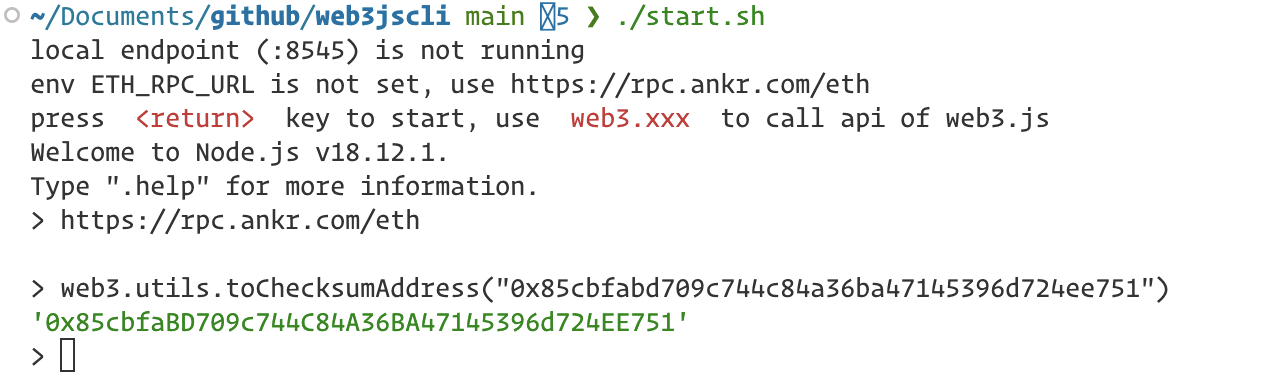 ~/Documents/github/web3jscli main 5 ❯ ./start.sh
local endpoint (:8545) is not running
env ETH_RPC_URL is not set, use https://rpc.ankr.com/eth
press <return> key to start, use web3.xxx to call api of web3.js
Welcome to Node.js v18.12.1.
Type ".help" for more information.
> https://rpc.ankr.com/eth
> web3.utils.toChecksumAddress("0x85cbfabd709c744c84a36ba47145396d724ee751")
'0x85cbfaBD709c744C84A36BA47145396d724EE751'
>